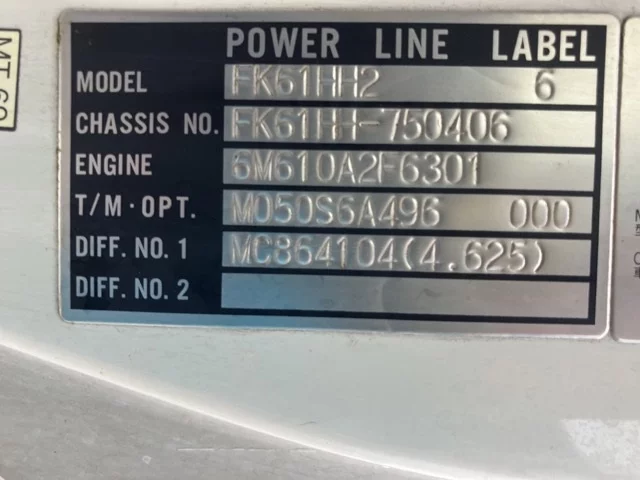 POWER LINE LABEL
MODEL FK61HH2 6
CHASSIS NO. FK61HH-750406
ENGINE 6M610A2F6301
T/M·OPT. M050S6A496 000
DIFF. NO. 1 MC864104(4.625)
DIFF. NO. 2